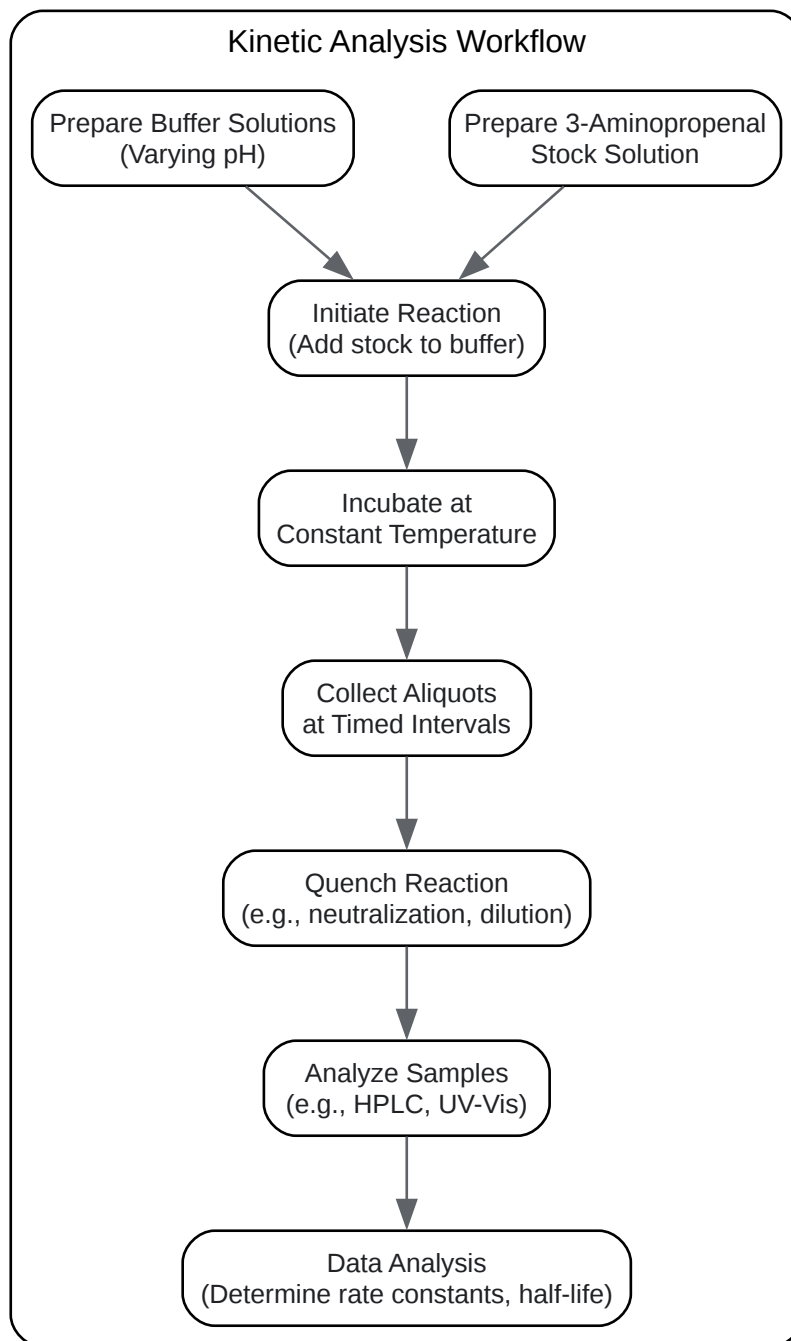 Kinetic Analysis Workflow
Prepare Buffer Solutions
(Varying pH)
Prepare 3-Aminopropenal
Stock Solution
Initiate Reaction
(Add stock to buffer)
Incubate at
Constant Temperature
Collect Aliquots
at Timed Intervals
Quench Reaction
(e.g., neutralization, dilution)
Analyze Samples
(e.g., HPLC, UV-Vis)
Data Analysis
(Determine rate constants, half-life)